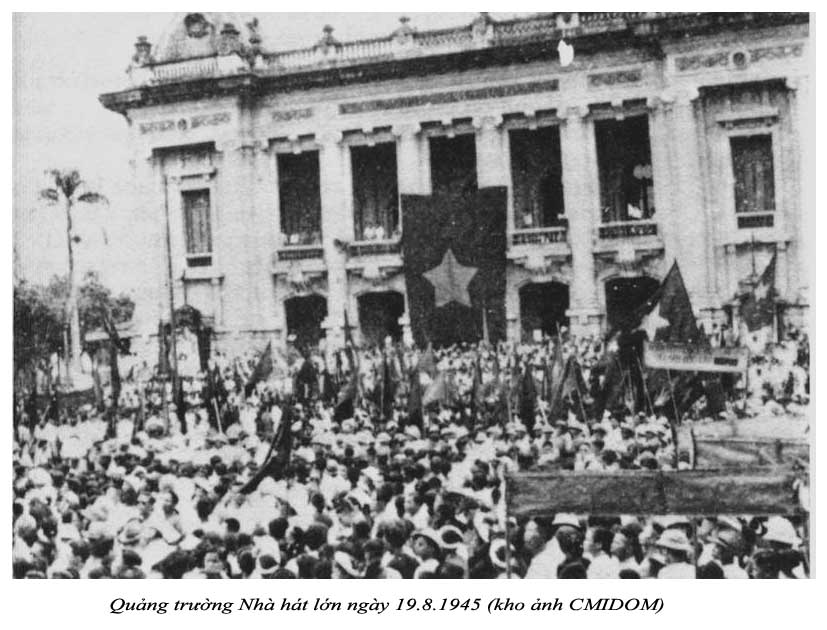 Quảng trường Nhà hát lớn ngày 19.8.1945 (kho ảnh CMIDOM)